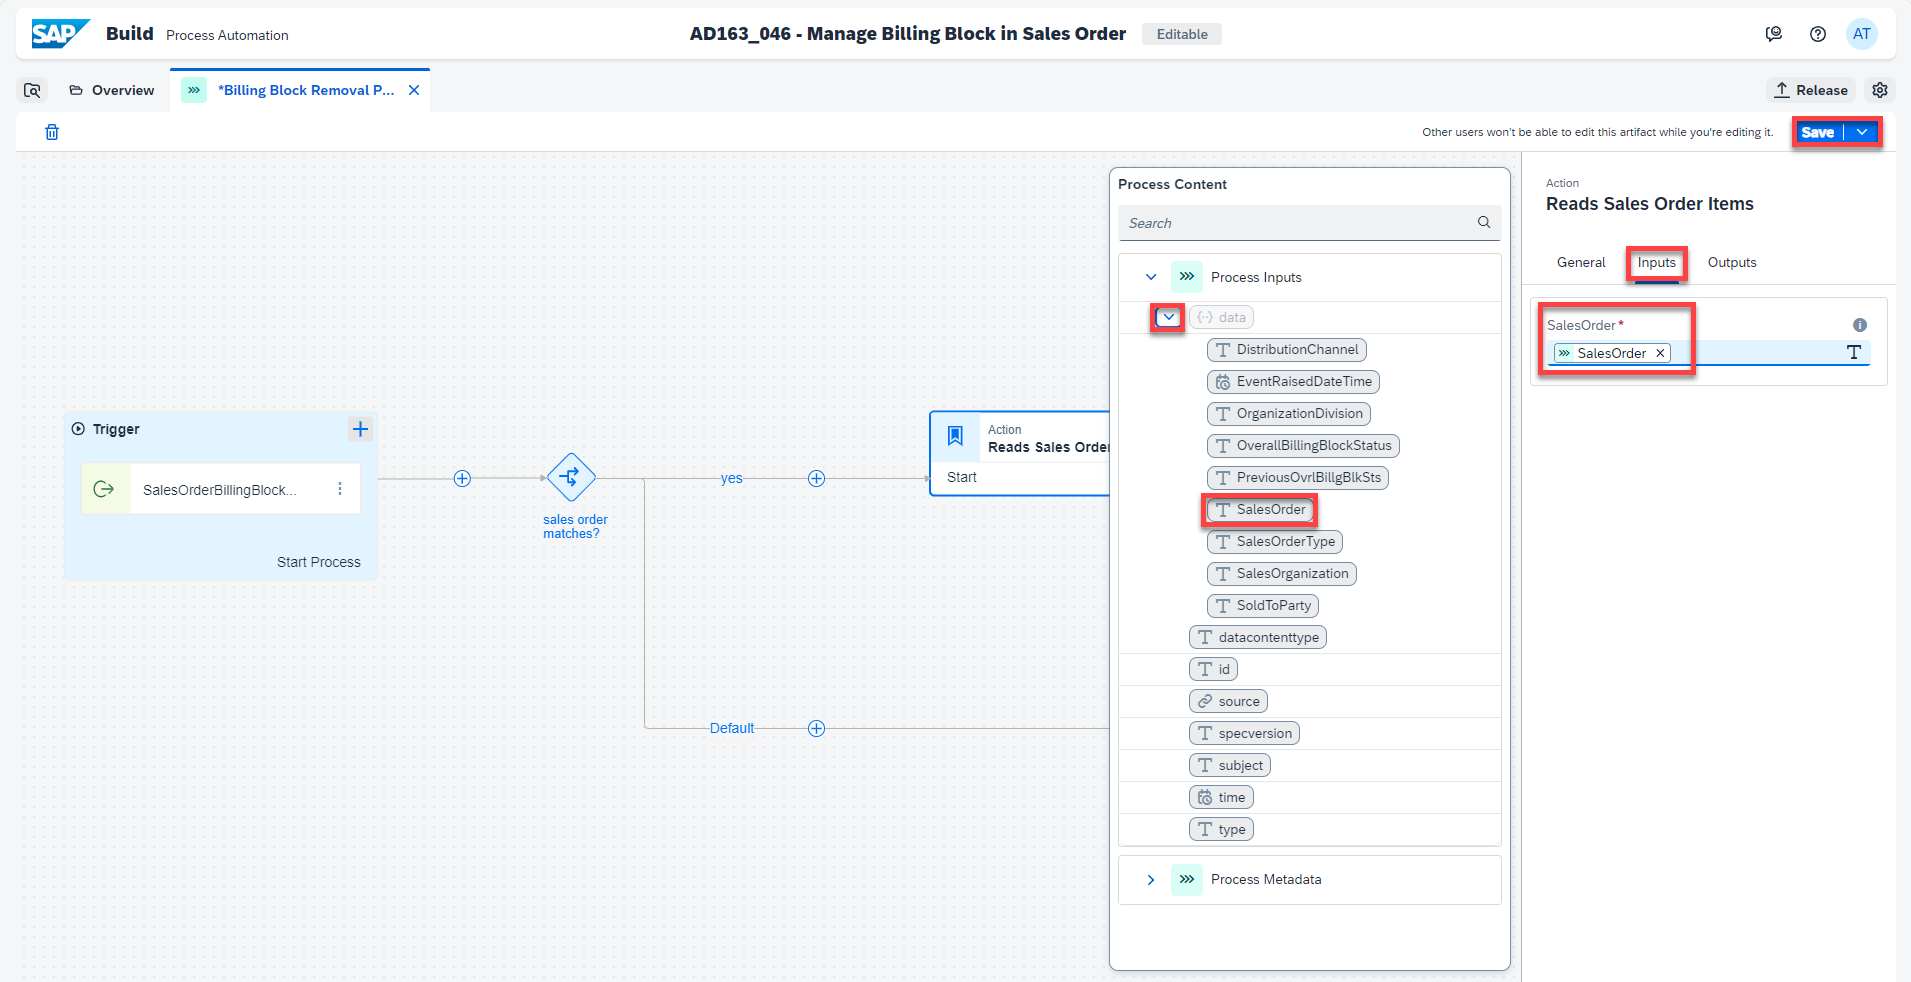 SAP Build Process Automation
AD163_046 - Manage Billing Block in Sales Order Editable
AT
Overview
*Billing Block Removal P...
Release
Other users won't be able to edit this artifact while you're editing it.
Save
Trigger
SalesOrderBillingBlock...
Start Process
sales order
matches?
yes
Default
Action
Reads Sales Order
Start
Process Content
Search
Process Inputs
data
DistributionChannel
EventRaisedDateTime
OrganizationDivision
OverallBillingBlockStatus
PreviousOvrlBillgBlkSts
SalesOrder
SalesOrderType
SalesOrganization
SoldToParty
datacontenttype
id
source
specversion
subject
time
type
Process Metadata
Action
Reads Sales Order Items
General Inputs Outputs
SalesOrder*
SalesOrder